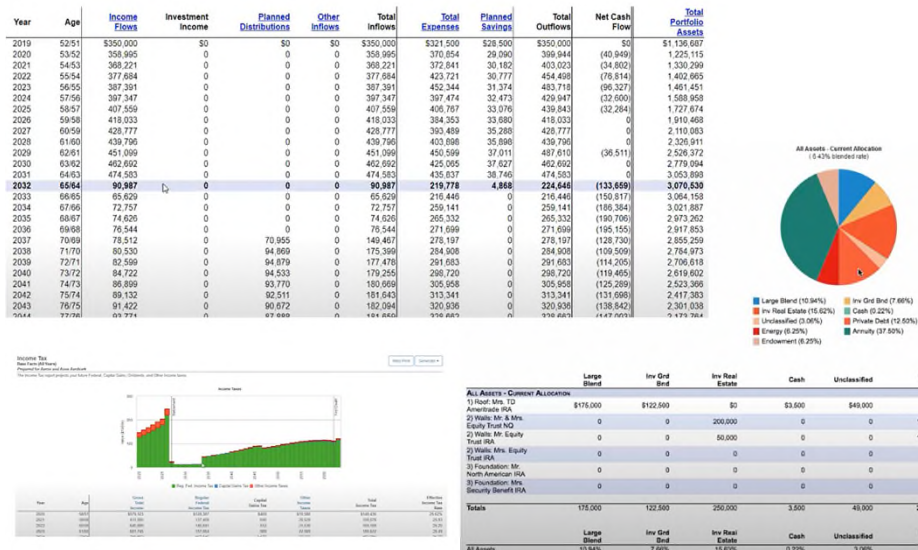 Year Age Income Flows Investment Income Planned Distributions Other Inflows Total Inflows Total Expenses Planned Savings Total Outflows Net Cash Flow Total Portfolio Assets
2019 52/51 $350,000 $0 $0 $0 $350,000 $321,500 $28,500 $350,000 $0 $1,136,687
2020 53/52 358,995 0 0 0 358,995 370,854 29,090 399,944 (40,949) 1,225,115
2021 54/53 368,221 0 0 0 368,221 372,841 30,182 403,023 (34,802) 1,330,299
2022 55/54 377,684 0 0 0 377,684 423,721 30,777 454,498 (76,814) 1,402,665
2023 56/55 387,391 0 0 0 387,391 452,344 31,374 483,718 (96,327) 1,461,451
2024 57/56 397,347 0 0 0 397,347 397,474 32,473 429,947 (32,600) 1,588,958
2025 58/57 407,559 0 0 0 407,559 406,767 33,076 439,843 (32,284) 1,727,674
2026 59/58 418,033 0 0 0 418,033 384,353 33,680 418,033 0 1,910,468
2027 60/59 428,777 0 0 0 428,777 393,489 35,288 428,777 0 2,110,083
2028 61/60 439,796 0 0 0 439,796 403,898 35,898 439,796 0 2,326,911
2029 62/61 451,099 0 0 0 451,099 450,599 37,011 487,610 (36,511) 2,526,372
2030 63/62 462,692 0 0 0 462,692 425,065 37,627 462,692 0 2,779,094
2031 64/63 474,583 0 0 0 474,583 435,837 38,746 474,583 0 3,053,898
2032 65/64 90,987 0 0 0 90,987 219,778 4,868 224,646 (133,659) 3,070,530
2033 66/65 65,629 0 0 0 65,629 216,446 0 216,446 (150,817) 3,064,158
2034 67/66 72,757 0 0 0 72,757 259,141 0 259,141 (186,384) 3,021,887
2035 68/67 74,626 0 0 0 74,626 265,332 0 265,332 (190,706) 2,973,262
2036 69/68 76,544 0 0 0 76,544 271,699 0 271,699 (195,155) 2,917,853
2037 70/69 78,512 0 70,955 0 149,467 278,197 0 278,197 (128,730) 2,855,259
2038 71/70 80,530 0 94,869 0 175,399 284,908 0 284,908 (109,509) 2,784,973
2039 72/71 82,599 0 94,879 0 177,478 291,683 0 291,683 (114,205) 2,706,618
2040 73/72 84,722 0 94,533 0 179,255 298,720 0 298,720 (119,465) 2,619,602
2041 74/73 86,899 0 93,770 0 180,669 305,958 0 305,958 (125,289) 2,523,366
2042 75/74 89,132 0 92,511 0 181,643 313,341 0 313,341 (131,698) 2,417,383
2043 76/75 91,422 0 90,672 0 182,094 320,936 0 320,936 (138,842) 2,301,038
All Assets - Current Allocation
(5.43% blended rate)
Large Blend (10.94%) Inv Grd Bnd (7.66%)
Inv Real Estate (15.62%) Cash (0.22%)
Unclassified (3.06%) Private Debt (12.50%)
Energy (6.25%) Annuity (37.50%)
Endowment (6.25%)
Income Tax
Income Taxes
Large Blend Inv Grd Bnd Inv Real Estate Cash Unclassified
ALL ASSETS - CURRENT ALLOCATION
1) Roof: Mrs. TD Ameritrade IRA $175,000 $122,500 $0 $3,500 $49,000
2) Walls: Mr. & Mrs. Equity Trust NQ 0 0 200,000 0 0
2) Walls: Mr. Equity Trust IRA 0 0 50,000 0 0
2) Walls: Mrs. Equity Trust IRA 0 0 0 0 0
3) Foundation: Mr. North American IRA 0 0 0 0 0
3) Foundation: Mrs. Security Benefit IRA 0 0 0 0 0
Totals 175,000 122,500 250,000 3,500 49,000
Large Blend Inv Grd Bnd Inv Real Estate Cash Unclassified